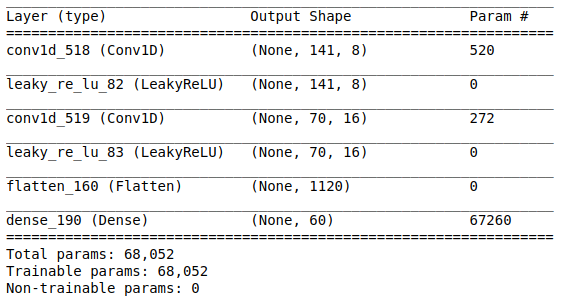 Layer (type) Output Shape Param #
conv1d_518 (Conv1D) (None, 141, 8) 520
leaky_re_lu_82 (LeakyReLU) (None, 141, 8) 0
conv1d_519 (Conv1D) (None, 70, 16) 272
leaky_re_lu_83 (LeakyReLU) (None, 70, 16) 0
flatten_160 (Flatten) (None, 1120) 0
dense_190 (Dense) (None, 60) 67260
Total params: 68,052
Trainable params: 68,052
Non-trainable params: 0